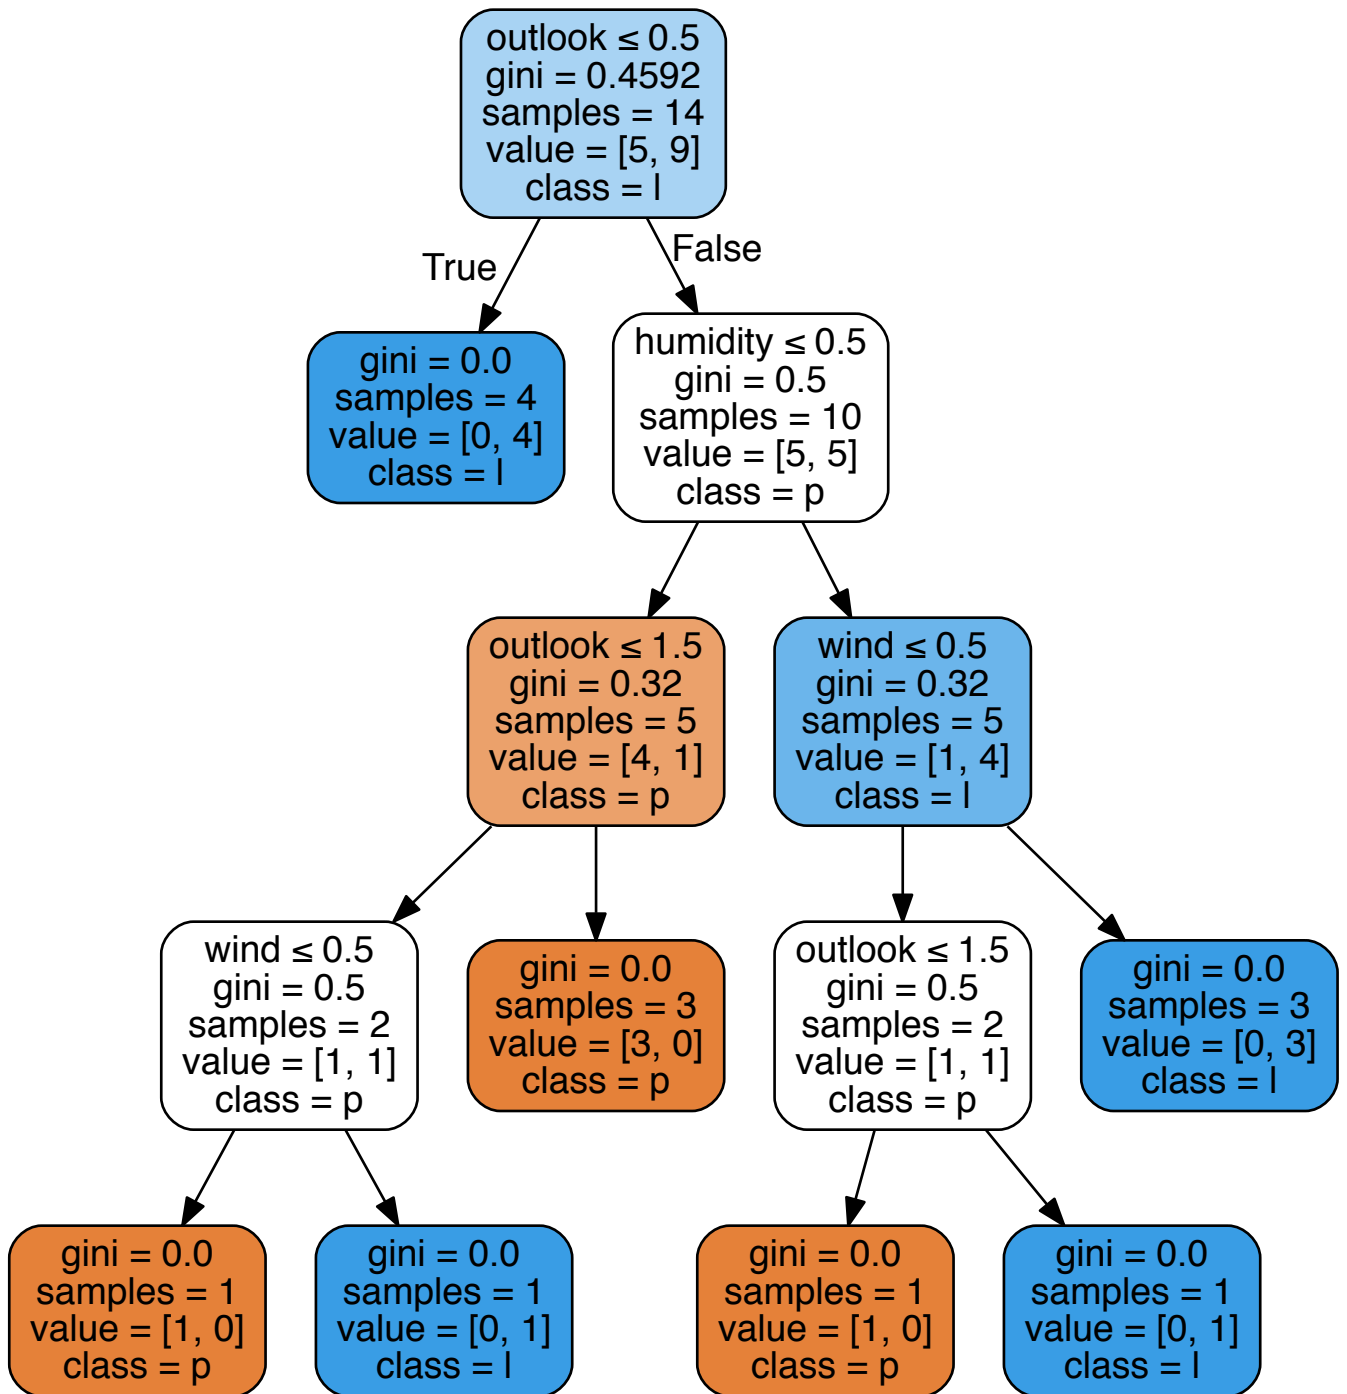 outlook ≤ 0.5
gini = 0.4592
samples = 14
value = [5, 9]
class = l
True
False
gini = 0.0
samples = 4
value = [0, 4]
class = l
humidity ≤ 0.5
gini = 0.5
samples = 10
value = [5, 5]
class = p
outlook ≤ 1.5
gini = 0.32
samples = 5
value = [4, 1]
class = p
wind ≤ 0.5
gini = 0.32
samples = 5
value = [1, 4]
class = l
wind ≤ 0.5
gini = 0.5
samples = 2
value = [1, 1]
class = p
gini = 0.0
samples = 3
value = [3, 0]
class = p
outlook ≤ 1.5
gini = 0.5
samples = 2
value = [1, 1]
class = p
gini = 0.0
samples = 3
value = [0, 3]
class = l
gini = 0.0
samples = 1
value = [1, 0]
class = p
gini = 0.0
samples = 1
value = [0, 1]
class = l
gini = 0.0
samples = 1
value = [1, 0]
class = p
gini = 0.0
samples = 1
value = [0, 1]
class = l